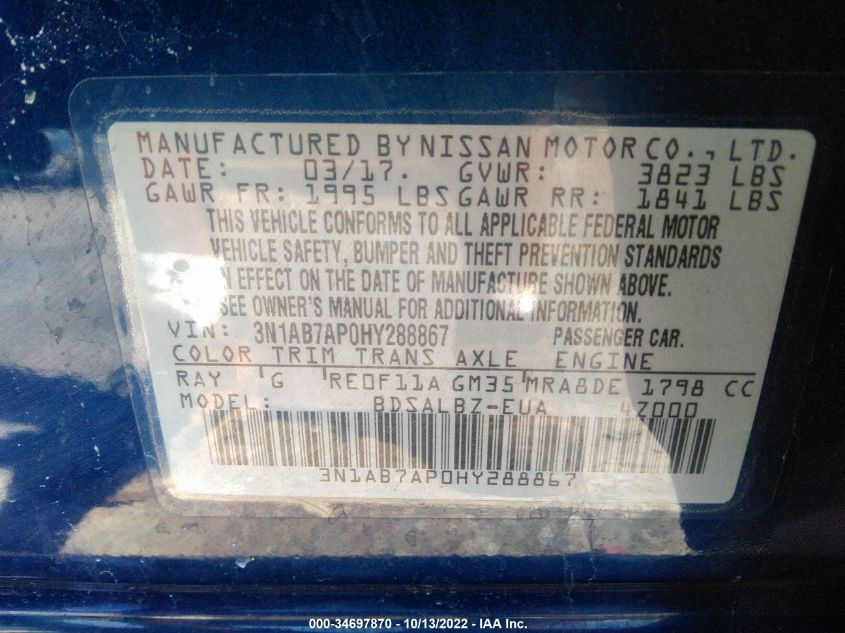 MANUFACTURED BY NISSAN MOTOR CO., LTD.
DATE: 03/17. GVWR: 3823 LBS
GAWR FR: 1995 LBS GAWR RR: 1841 LBS
THIS VEHICLE CONFORMS TO ALL APPLICABLE FEDERAL MOTOR
VEHICLE SAFETY, BUMPER AND THEFT PREVENTION STANDARDS
IN EFFECT ON THE DATE OF MANUFACTURE SHOWN ABOVE.
SEE OWNER'S MANUAL FOR ADDITIONAL INFORMATION.
VIN: 3N1AB7AP0HY288867 PASSENGER CAR.
COLOR TRIM TRANS AXLE ENGINE
RAY G RE0F11A GM35 MRA8DE 1798 CC
MODEL: BDSALBZ-EUA 4Z000
3N1AB7AP0HY288867
000-34697870 - 10/13/2022 - IAA Inc.